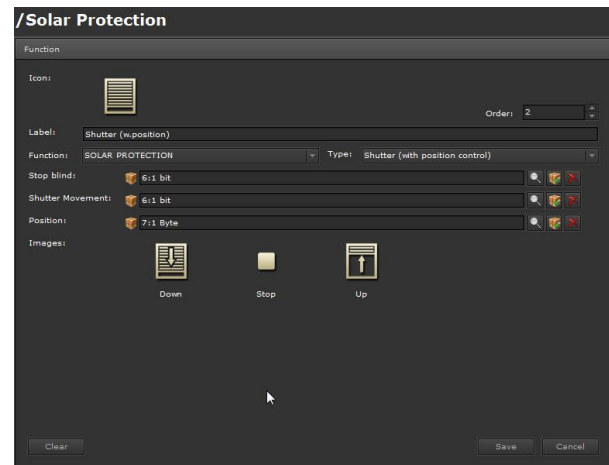 /Solar Protection
Function
Icon:
Order: 2
Label: Shutter (w.position)
Function: SOLAR PROTECTION Type: Shutter (with position control)
Stop blind: 6:1 bit
Shutter Movement: 6:1 bit
Position: 7:1 Byte
Images:
Down Stop Up
Clear Save Cancel